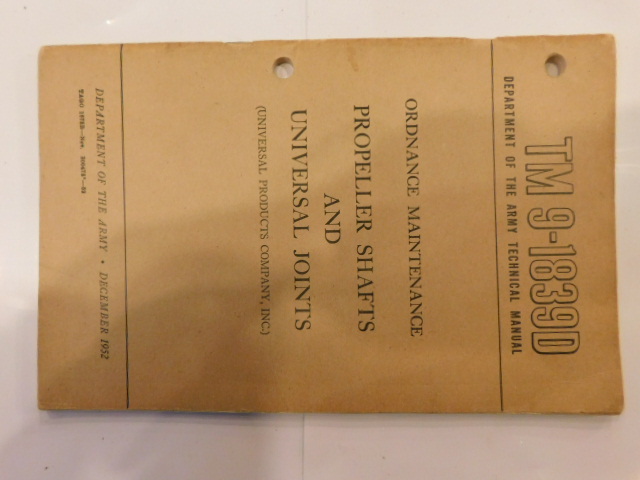 TM 9-1839D
DEPARTMENT OF THE ARMY TECHNICAL MANUAL
ORDNANCE MAINTENANCE
PROPELLER SHAFTS
AND
UNIVERSAL JOINTS
(UNIVERSAL PRODUCTS COMPANY, INC.)
DEPARTMENT OF THE ARMY • DECEMBER 1952